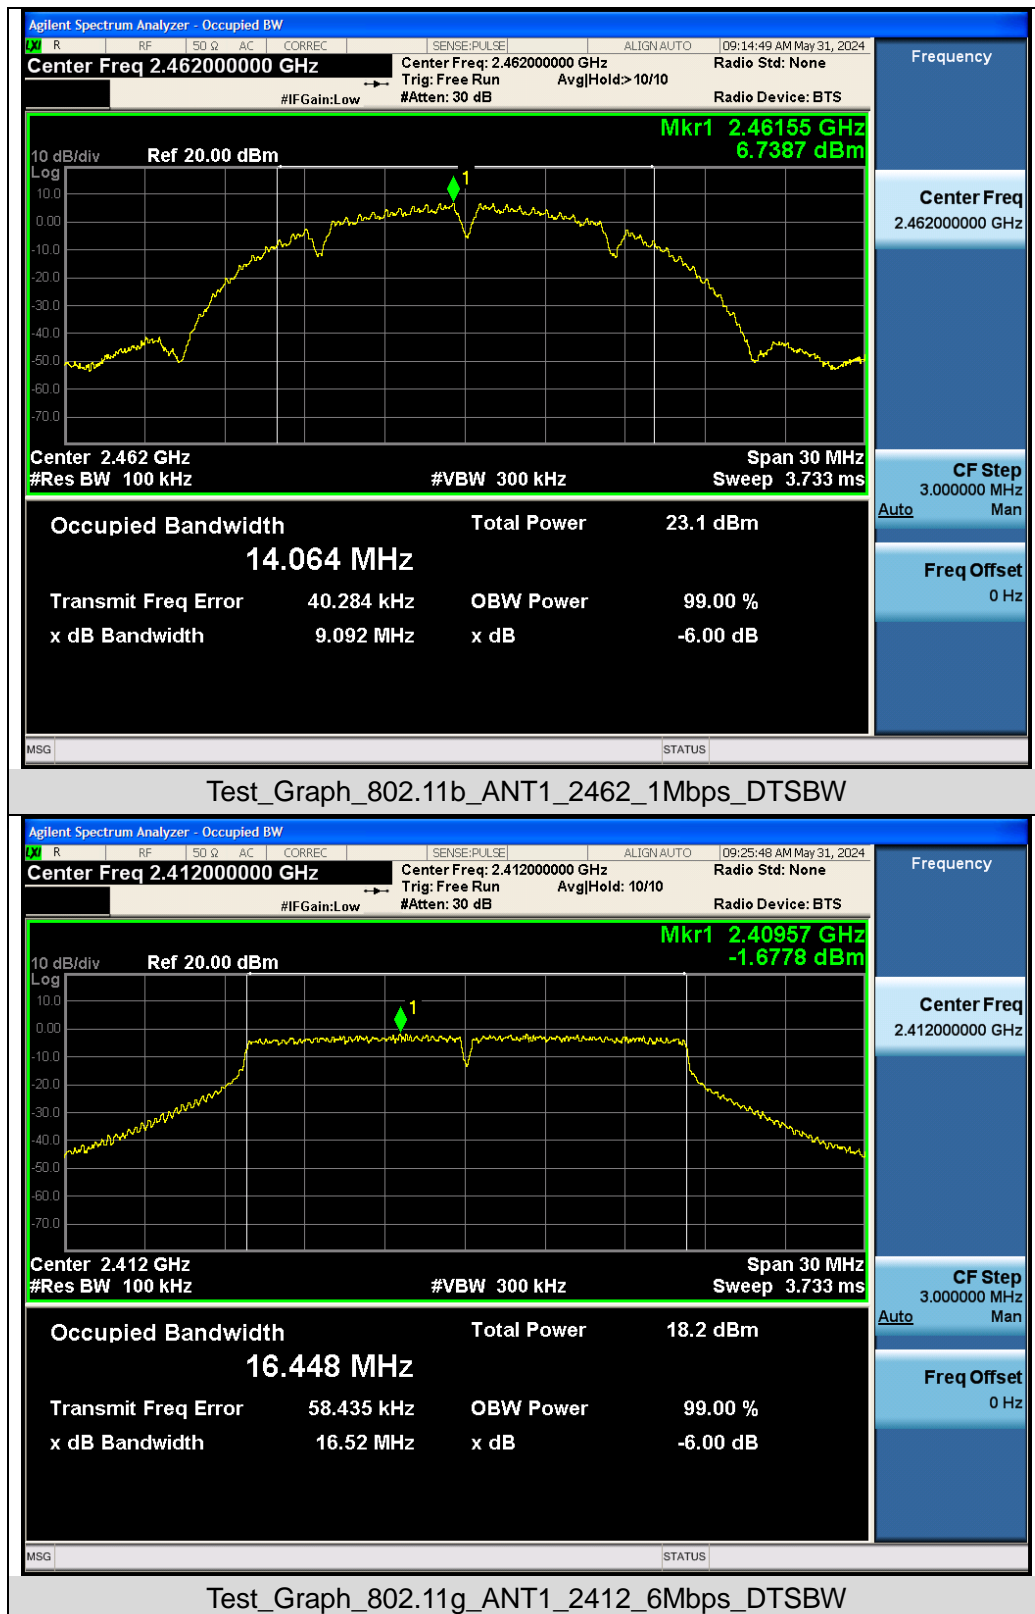 Agilent Spectrum Analyzer - Occupied BW
LXI R RF 50 Ω AC CORREC SENSE:PULSE ALIGN AUTO 09:14:49 AM May 31, 2024
Center Freq 2.462000000 GHz Center Freq: 2.462000000 GHz Radio Std: None
Trig: Free Run Avg|Hold:> 10/10
#IFGain:Low #Atten: 30 dB Radio Device: BTS
Mkr1 2.46155 GHz
6.7387 dBm
10 dB/div Ref 20.00 dBm
Log
10.0
0.00
-10.0
-20.0
-30.0
-40.0
-50.0
-60.0
-70.0
1
Center 2.462 GHz Span 30 MHz
#Res BW 100 kHz #VBW 300 kHz Sweep 3.733 ms
Occupied Bandwidth Total Power 23.1 dBm
14.064 MHz
Transmit Freq Error 40.284 kHz OBW Power 99.00 %
x dB Bandwidth 9.092 MHz x dB -6.00 dB
MSG STATUS
Frequency
Center Freq
2.462000000 GHz
CF Step
3.000000 MHz
Auto Man
Freq Offset
0 Hz
Test_Graph_802.11b_ANT1_2462_1Mbps_DTSBW
Agilent Spectrum Analyzer - Occupied BW
LXI R RF 50 Ω AC CORREC SENSE:PULSE ALIGN AUTO 09:25:48 AM May 31, 2024
Center Freq 2.412000000 GHz Center Freq: 2.412000000 GHz Radio Std: None
Trig: Free Run Avg|Hold: 10/10
#IFGain:Low #Atten: 30 dB Radio Device: BTS
Mkr1 2.40957 GHz
-1.6778 dBm
10 dB/div Ref 20.00 dBm
Log
10.0
0.00
-10.0
-20.0
-30.0
-40.0
-50.0
-60.0
-70.0
1
Center 2.412 GHz Span 30 MHz
#Res BW 100 kHz #VBW 300 kHz Sweep 3.733 ms
Occupied Bandwidth Total Power 18.2 dBm
16.448 MHz
Transmit Freq Error 58.435 kHz OBW Power 99.00 %
x dB Bandwidth 16.52 MHz x dB -6.00 dB
MSG STATUS
Frequency
Center Freq
2.412000000 GHz
CF Step
3.000000 MHz
Auto Man
Freq Offset
0 Hz
Test_Graph_802.11g_ANT1_2412_6Mbps_DTSBW